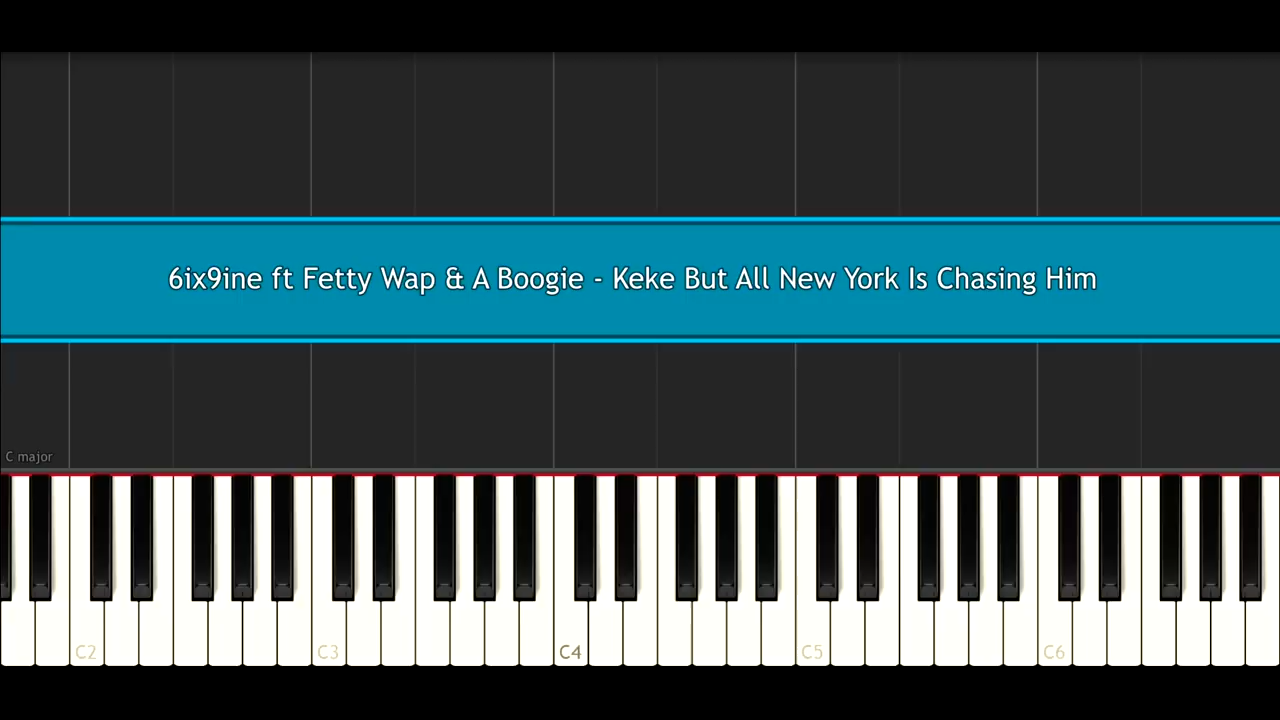 6ix9ine ft Fetty Wap & A Boogie - Keke But All New York Is Chasing Him
C major
C2 C3 C4 C5 C6